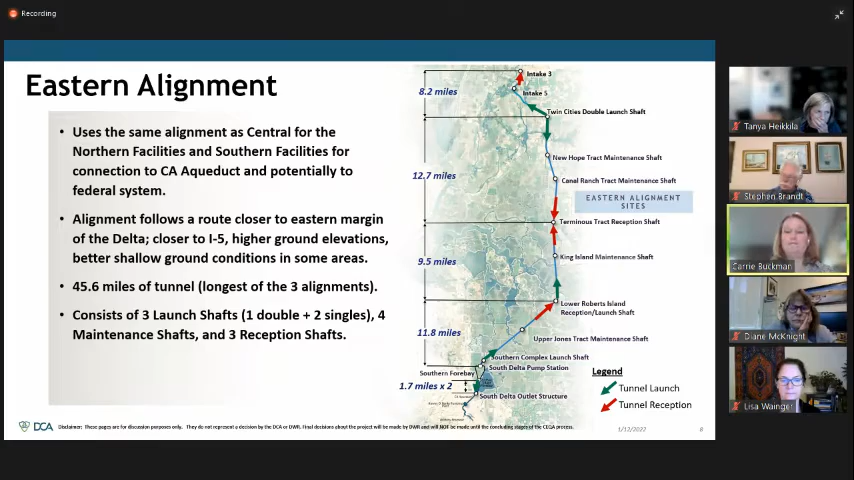 Recording
Eastern Alignment
• Uses the same alignment as Central for the
Northern Facilities and Southern Facilities for
connection to CA Aqueduct and potentially to
federal system.
• Alignment follows a route closer to eastern margin
of the Delta; closer to I-5, higher ground elevations,
better shallow ground conditions in some areas.
• 45.6 miles of tunnel (longest of the 3 alignments).
• Consists of 3 Launch Shafts (1 double + 2 singles), 4
Maintenance Shafts, and 3 Reception Shafts.
Intake 3
8.2 miles
Intake 5
Twin Cities Double Launch Shaft
New Hope Tract Maintenance Shaft
12.7 miles
Canal Ranch Tract Maintenance Shaft
EASTERN ALIGNMENT
SITES
Terminous Tract Reception Shaft
9.5 miles
King Island Maintenance Shaft
Lower Roberts Island
Reception/Launch Shaft
11.8 miles
Upper Jones Tract Maintenance Shaft
Southern Complex Launch Shaft
South Delta Pump Station
Southern Forebay
1.7 miles x 2
South Delta Outlet Structure
Legend
Tunnel Launch
Tunnel Reception
DCA
Disclaimer: These pages are for discussion purposes only. They do not represent a decision by the DCA or DWR. Final decisions about the project will be made by DWR and will NOT be made until the concluding stages of the CEQA process.
1/12/2022
8
Tanya Heikkila
Stephen Brandt
Carrie Buckman
Diane McKnight
Lisa Wainger